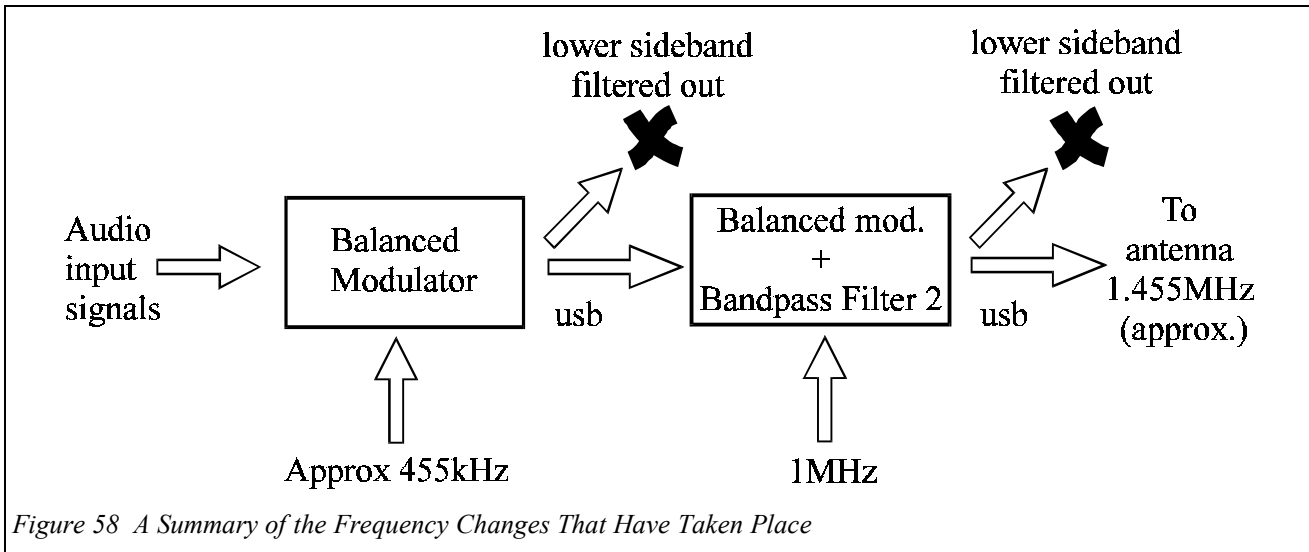 lower sideband
filtered out
lower sideband
filtered out
Audio
input
signals
Balanced
Modulator
usb
Balanced mod.
+
Bandpass Filter 2
usb
To
antenna
1.455MHz
(approx.)
Approx 455kHz
1MHz
Figure 58 A Summary of the Frequency Changes That Have Taken Place